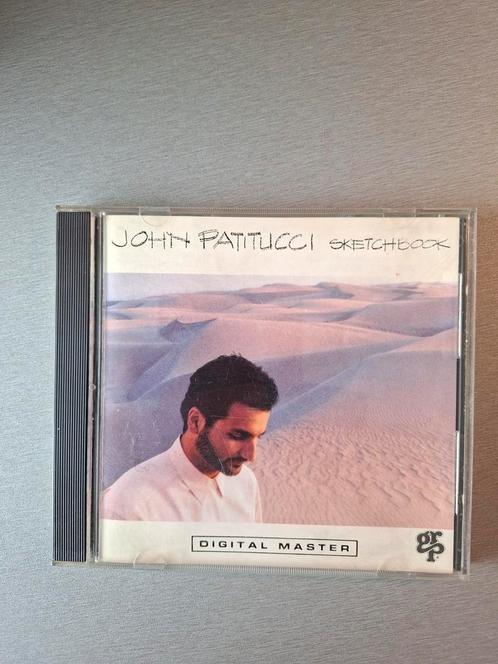 JOHN PATITUCCI SKETCHBOOK
DIGITAL MASTER
grp